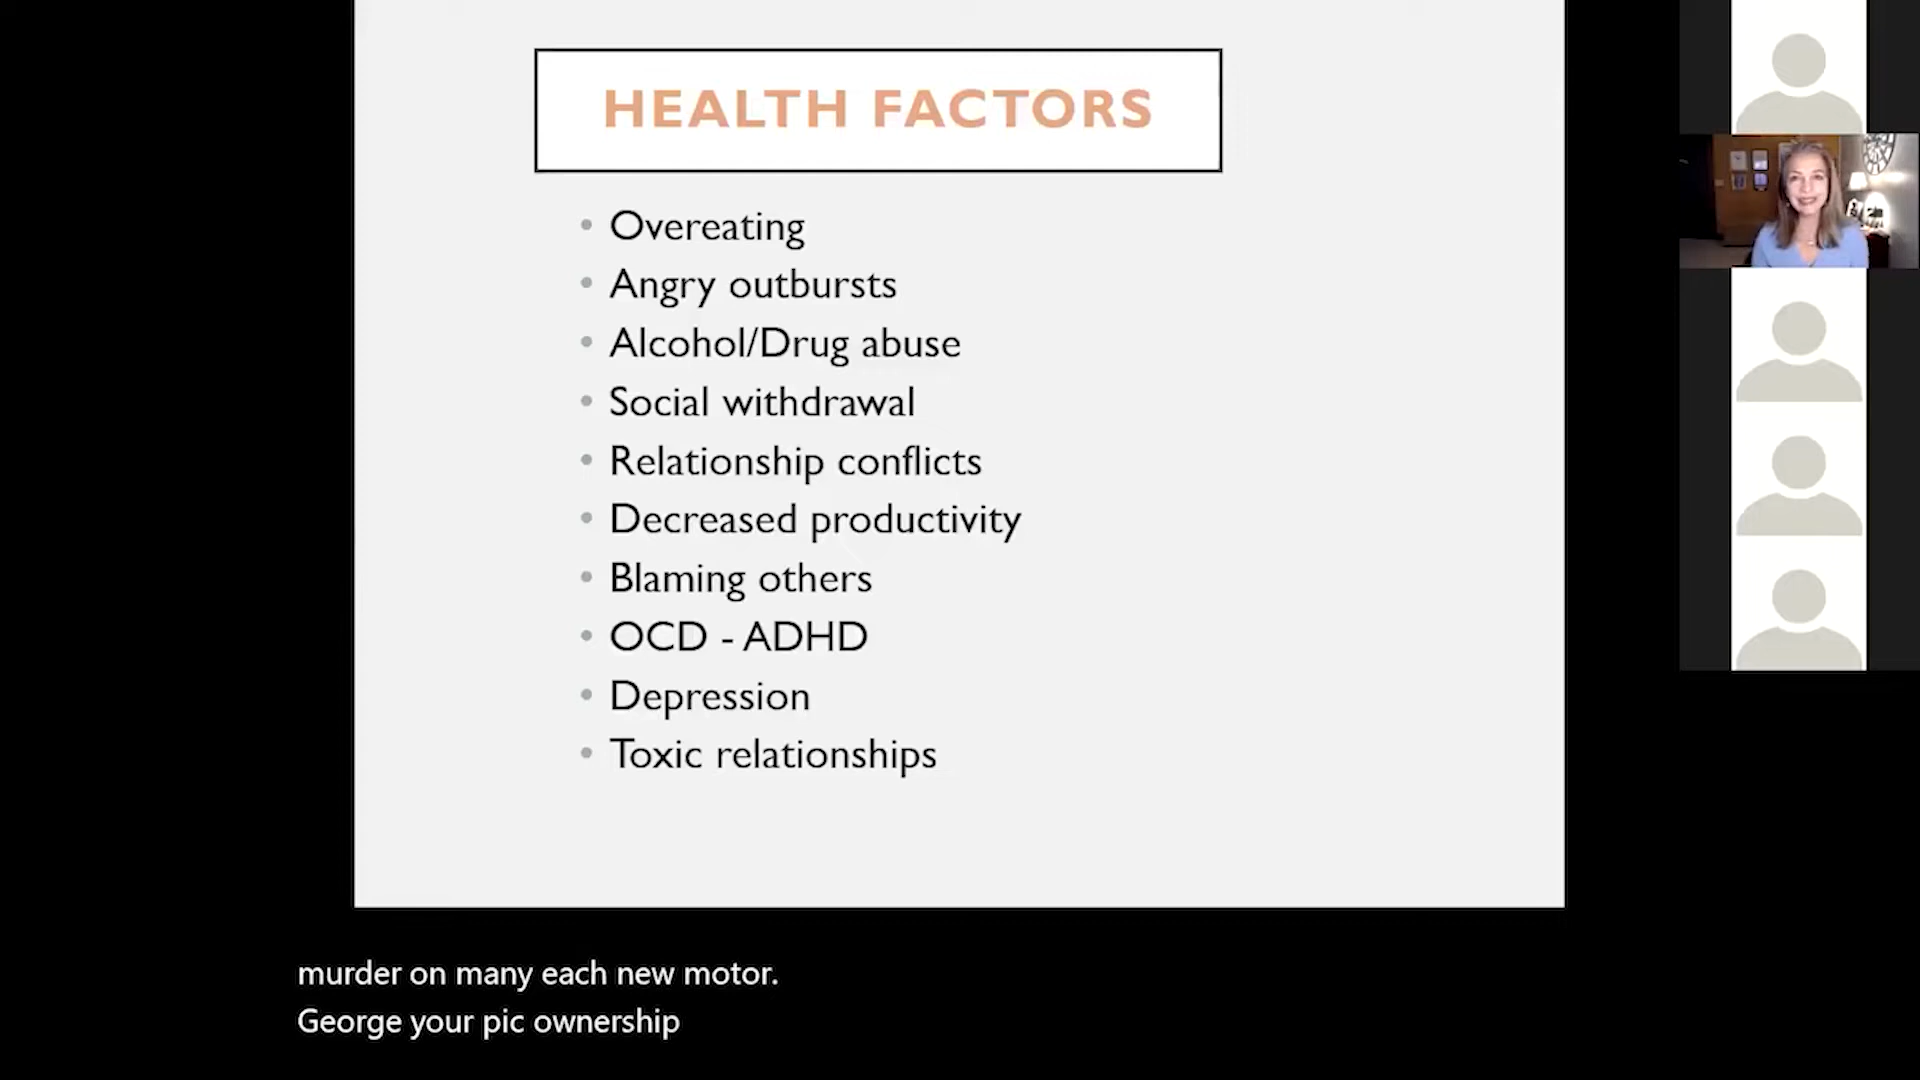 HEALTH FACTORS
• Overeating
• Angry outbursts
• Alcohol/Drug abuse
• Social withdrawal
• Relationship conflicts
• Decreased productivity
• Blaming others
• OCD - ADHD
• Depression
• Toxic relationships
murder on many each new motor.
George your pic ownership